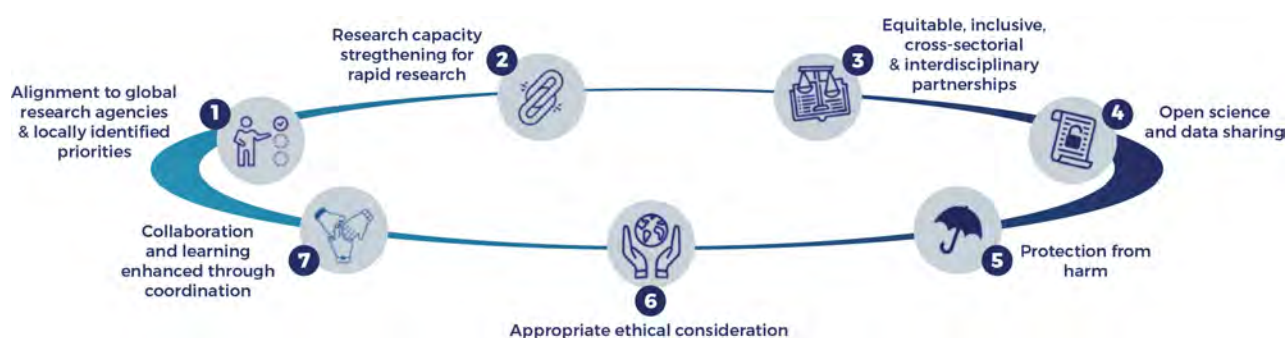 1
Alignment to global
research agencies
& locally identified
priorities
2
Research capacity
stregthening for
rapid research
3
Equitable, inclusive,
cross-sectorial
& interdisciplinary
partnerships
4
Open science
and data sharing
5
Protection from
harm
6
Appropriate ethical consideration
7
Collaboration
and learning
enhanced through
coordination